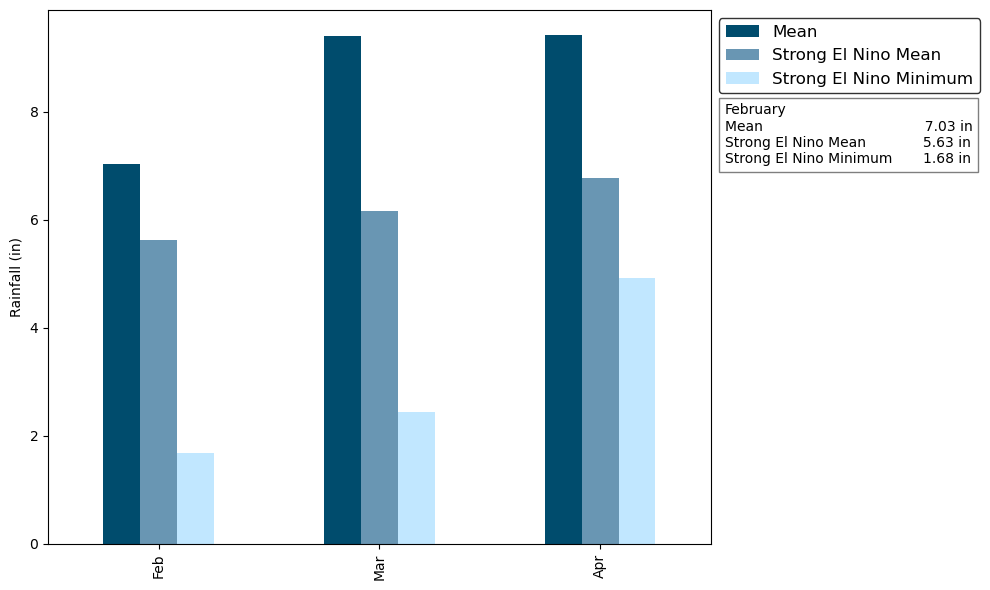 Mean
Strong El Nino Mean
Strong El Nino Minimum
February
Mean 7.03 in
Strong El Nino Mean 5.63 in
Strong El Nino Minimum 1.68 in
Rainfall (in)
8
6
4
2
0
Feb
Mar
Apr